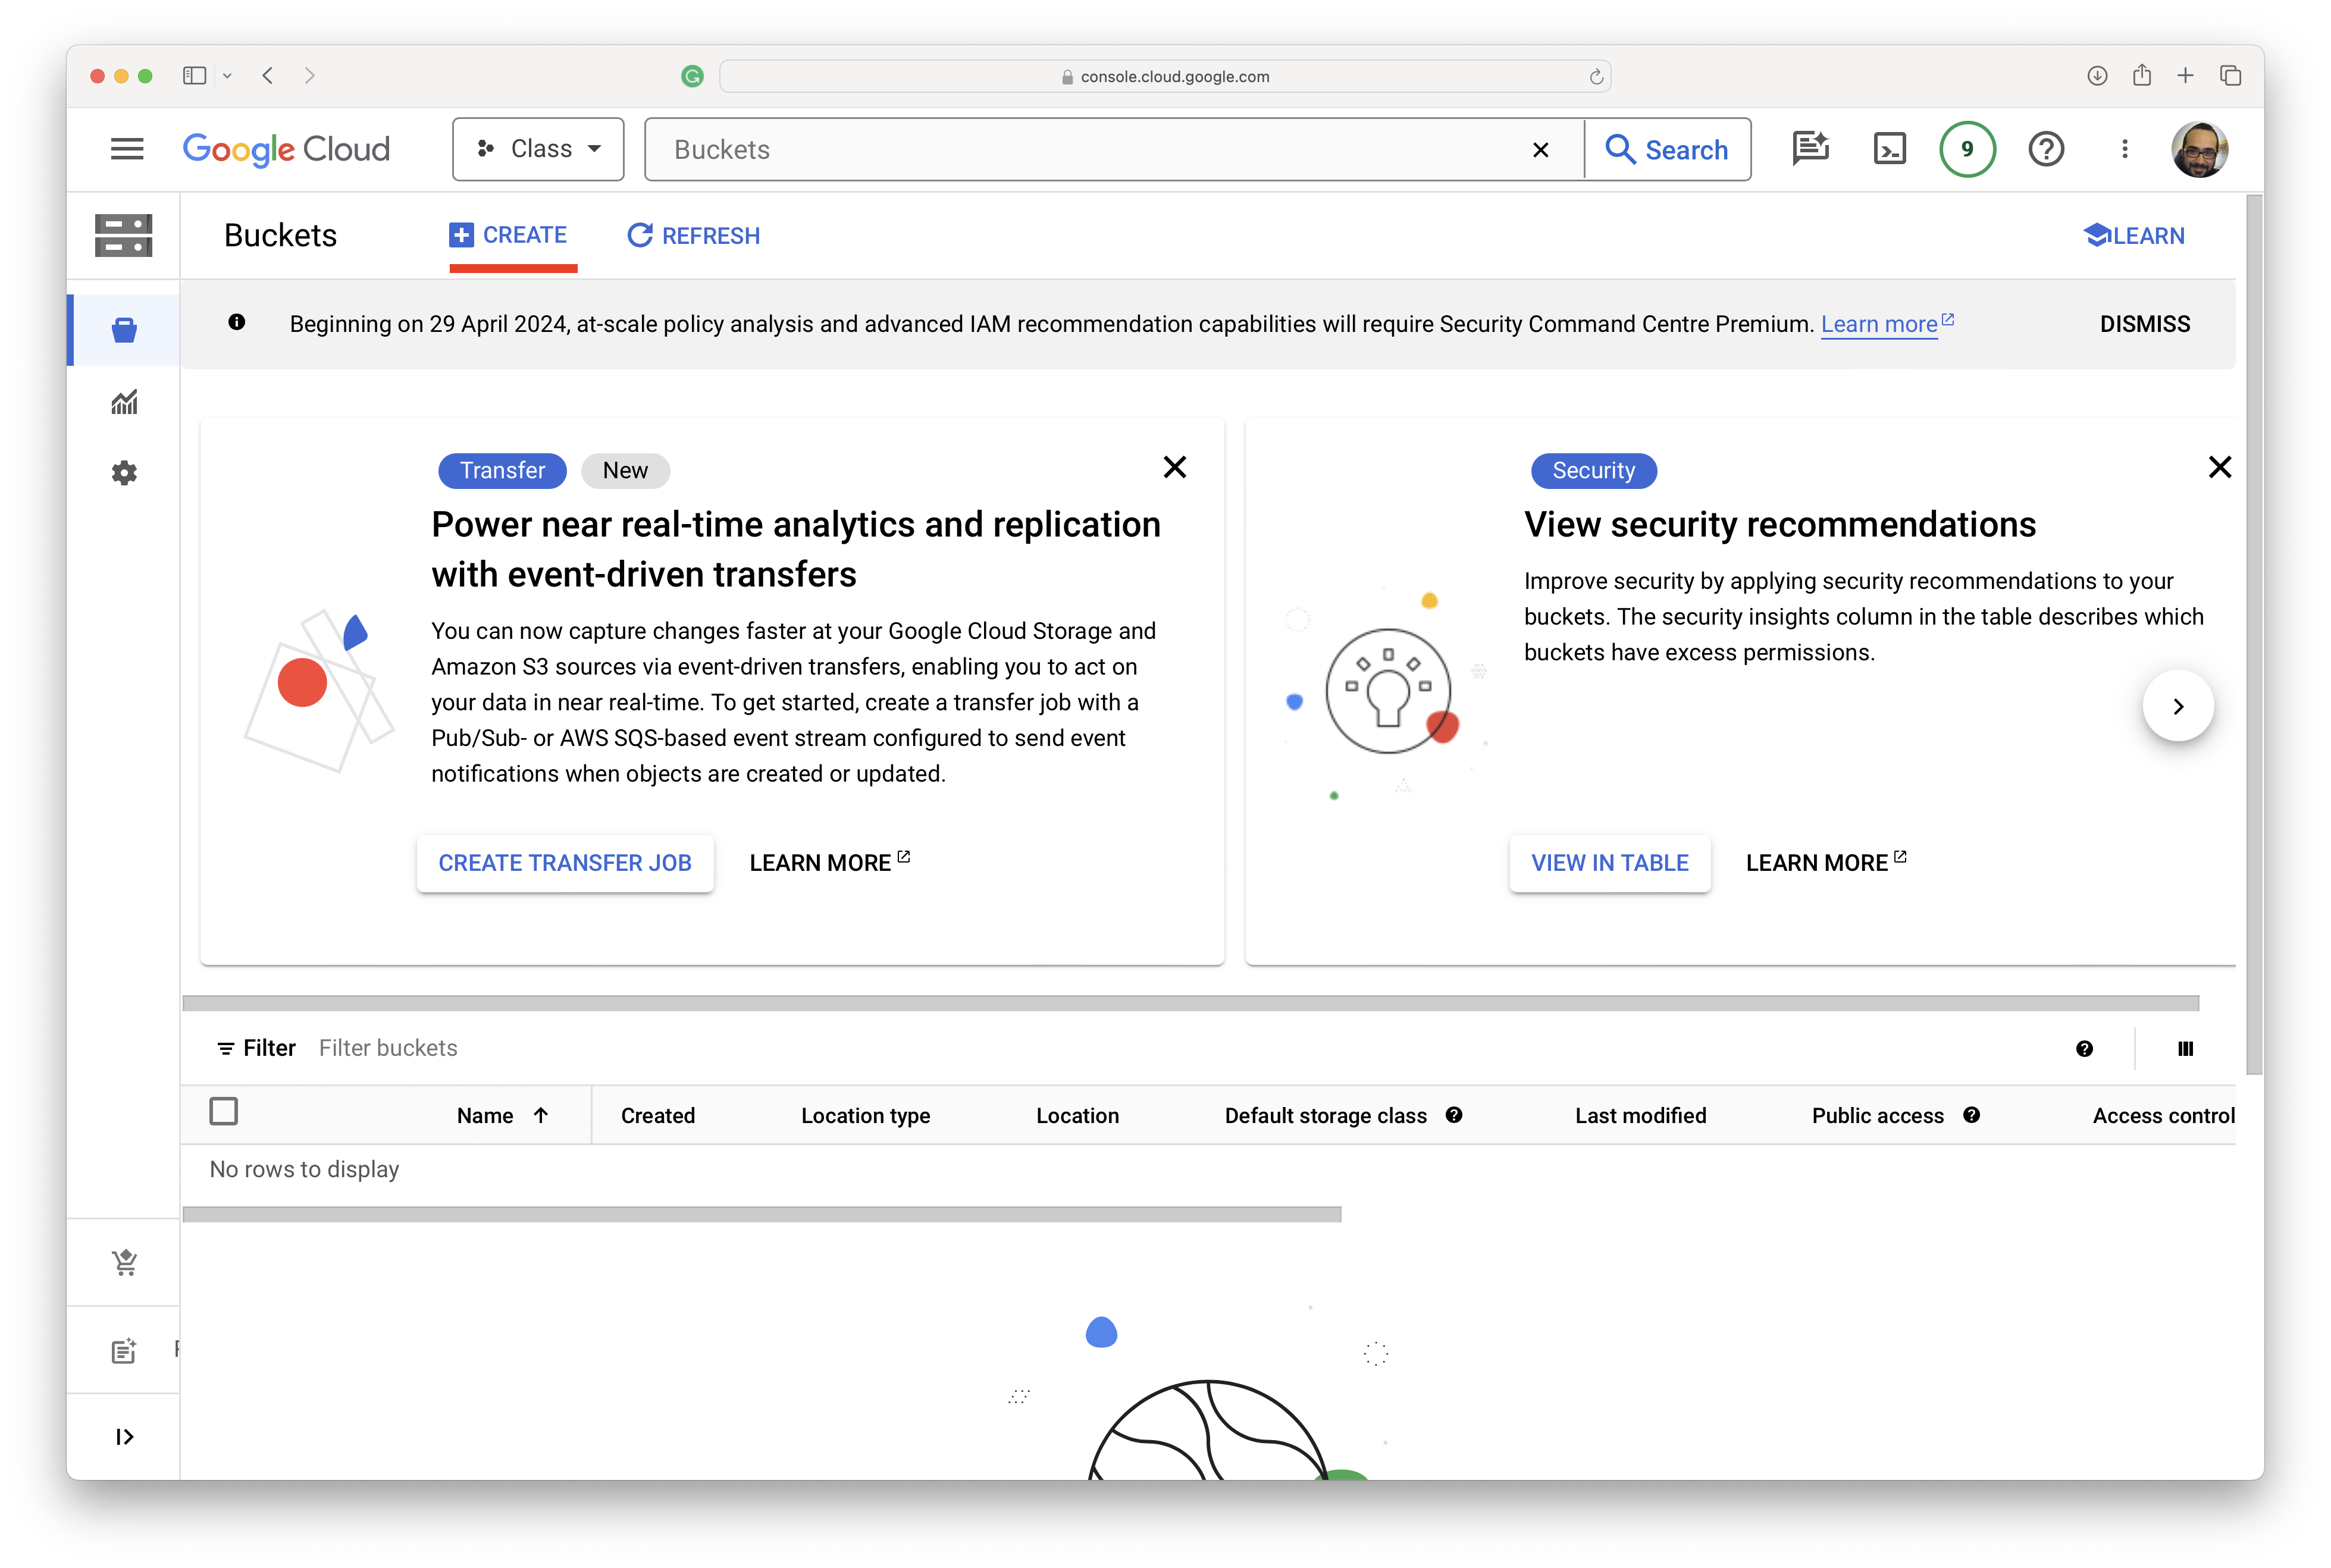 console.cloud.google.com
Google Cloud
Class
Buckets
Search
9
Buckets
CREATE
REFRESH
LEARN
Beginning on 29 April 2024, at-scale policy analysis and advanced IAM recommendation capabilities will require Security Command Centre Premium. Learn more
DISMISS
Transfer
New
Power near real-time analytics and replication
with event-driven transfers
You can now capture changes faster at your Google Cloud Storage and
Amazon S3 sources via event-driven transfers, enabling you to act on
your data in near real-time. To get started, create a transfer job with a
Pub/Sub- or AWS SQS-based event stream configured to send event
notifications when objects are created or updated.
CREATE TRANSFER JOB
LEARN MORE
Security
View security recommendations
Improve security by applying security recommendations to your
buckets. The security insights column in the table describes which
buckets have excess permissions.
VIEW IN TABLE
LEARN MORE
Filter
Filter buckets
Name
Created
Location type
Location
Default storage class
Last modified
Public access
Access control
No rows to display